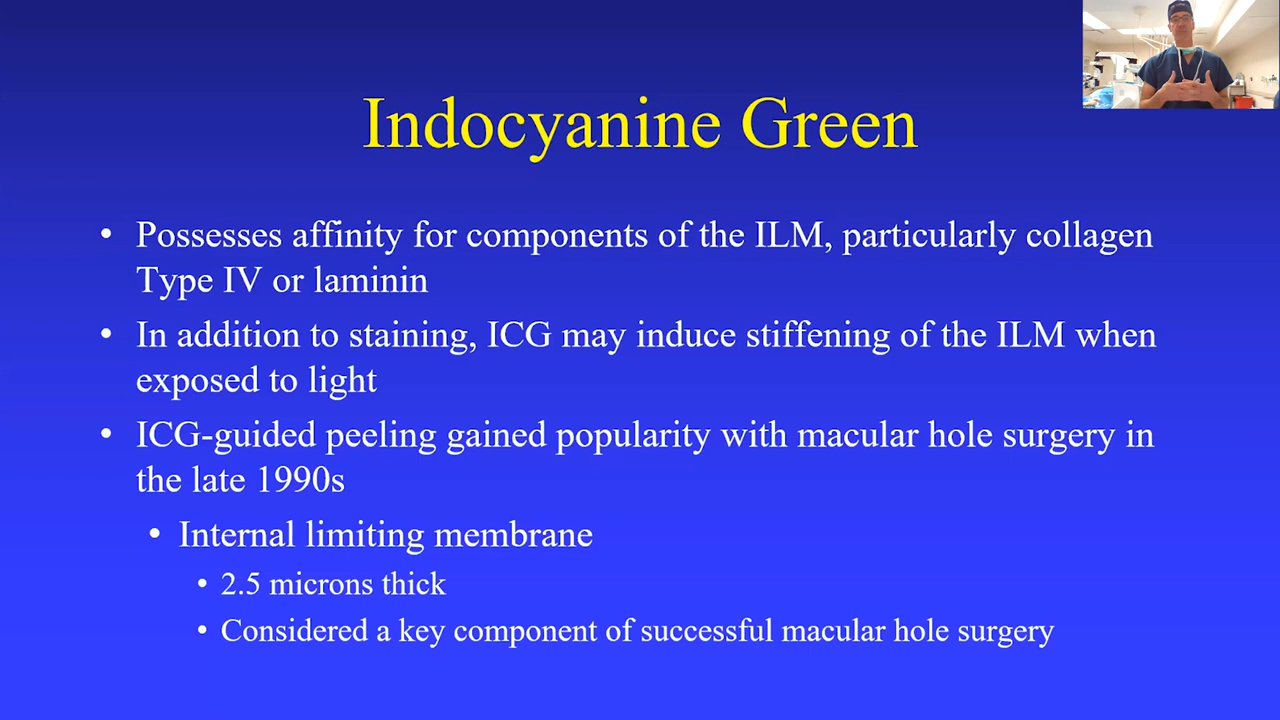 Indocyanine Green
• Possesses affinity for components of the ILM, particularly collagen
Type IV or laminin
• In addition to staining, ICG may induce stiffening of the ILM when
exposed to light
• ICG-guided peeling gained popularity with macular hole surgery in
the late 1990s
• Internal limiting membrane
• 2.5 microns thick
• Considered a key component of successful macular hole surgery